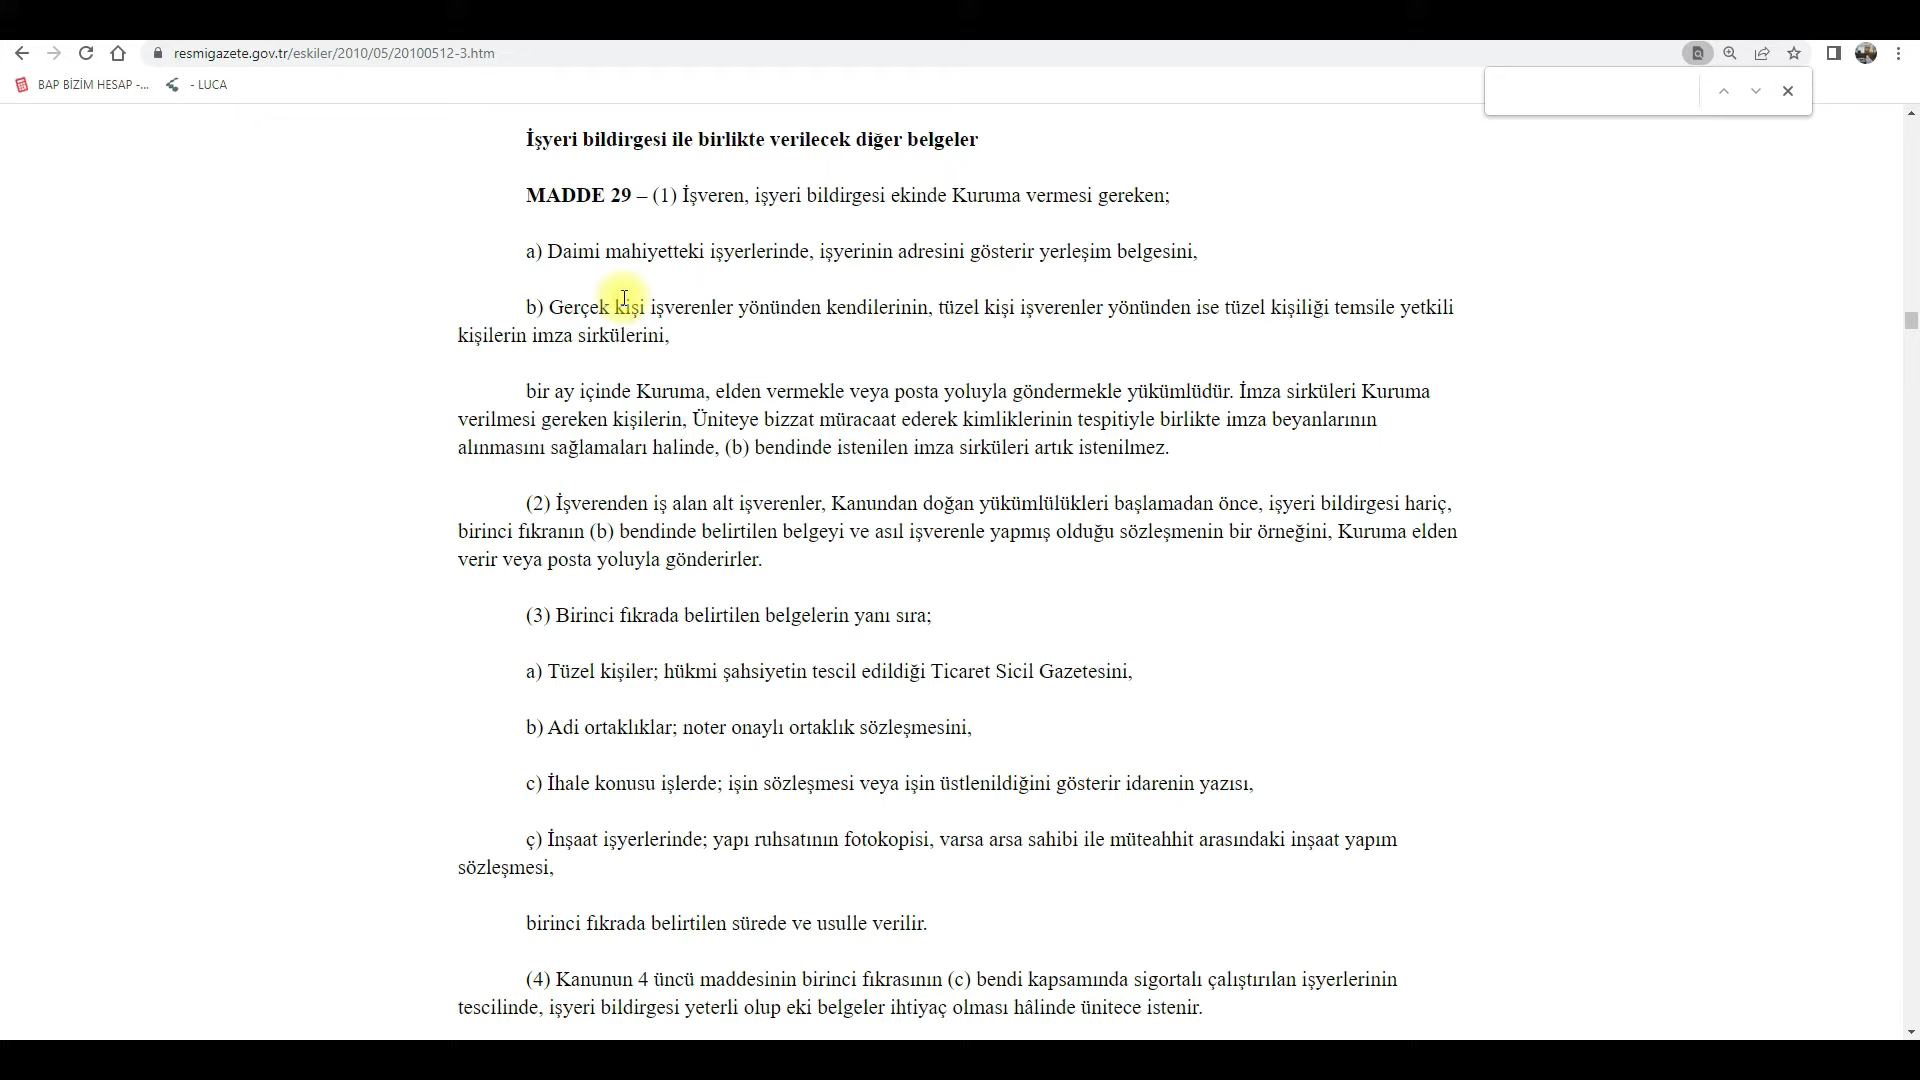 resmigazete.gov.tr/eskiler/2010/05/20100512-3.htm
BAP BİZİM HESAP -... - LUCA
İşyeri bildirgesi ile birlikte verilecek diğer belgeler
MADDE 29 – (1) İşveren, işyeri bildirgesi ekinde Kuruma vermesi gereken;
a) Daimi mahiyetteki işyerlerinde, işyerinin adresini gösterir yerleşim belgesini,
b) Gerçek kişi işverenler yönünden kendilerinin, tüzel kişi işverenler yönünden ise tüzel kişiliği temsile yetkili
kişilerin imza sirkülerini,
bir ay içinde Kuruma, elden vermekle veya posta yoluyla göndermekle yükümlüdür. İmza sirküleri Kuruma
verilmesi gereken kişilerin, Üniteye bizzat müracaat ederek kimliklerinin tespitiyle birlikte imza beyanlarının
alınmasını sağlamaları halinde, (b) bendinde istenilen imza sirküleri artık istenilmez.
(2) İşverenden iş alan alt işverenler, Kanundan doğan yükümlülükleri başlamadan önce, işyeri bildirgesi hariç,
birinci fıkranın (b) bendinde belirtilen belgeyi ve asıl işverenle yapmış olduğu sözleşmenin bir örneğini, Kuruma elden
verir veya posta yoluyla gönderirler.
(3) Birinci fıkrada belirtilen belgelerin yanı sıra;
a) Tüzel kişiler; hükmi şahsiyetin tescil edildiği Ticaret Sicil Gazetesini,
b) Adi ortaklıklar; noter onaylı ortaklık sözleşmesini,
c) İhale konusu işlerde; işin sözleşmesi veya işin üstlenildiğini gösterir idarenin yazısı,
ç) İnşaat işyerlerinde; yapı ruhsatının fotokopisi, varsa arsa sahibi ile müteahhit arasındaki inşaat yapım
sözleşmesi,
birinci fıkrada belirtilen sürede ve usulle verilir.
(4) Kanunun 4 üncü maddesinin birinci fıkrasının (c) bendi kapsamında sigortalı çalıştırılan işyerlerinin
tescilinde, işyeri bildirgesi yeterli olup eki belgeler ihtiyaç olması hâlinde ünitece istenir.